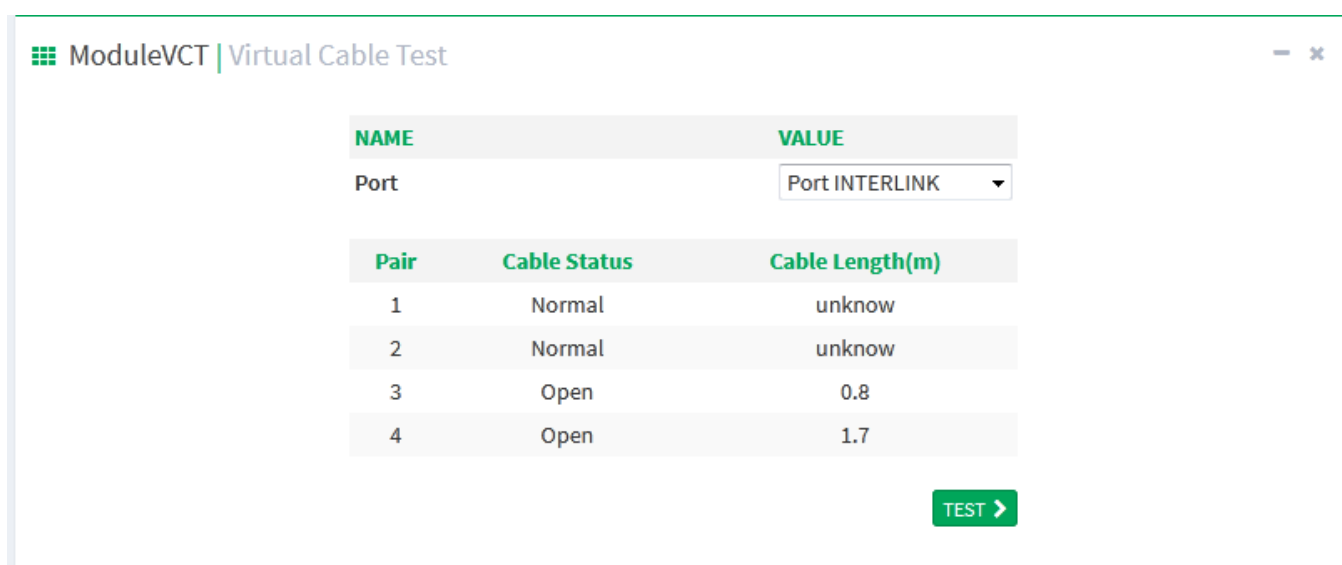 ModuleVCT | Virtual Cable Test
NAME VALUE
Port Port INTERLINK
Pair Cable Status Cable Length(m)
1 Normal unknow
2 Normal unknow
3 Open 0.8
4 Open 1.7
TEST